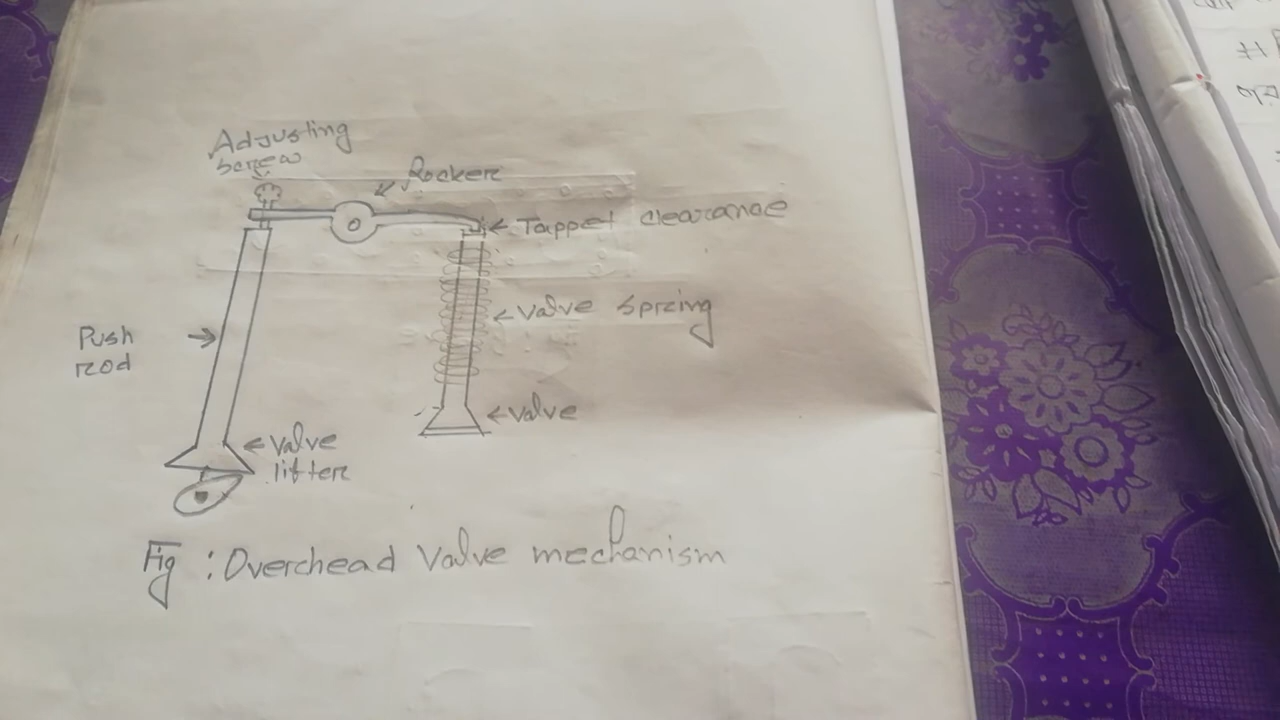 Adjusting
screw
Rocker
Tappet clearance
Push
rod
Valve spring
Valve
Valve
lifter
Fig : Overhead Valve mechanism